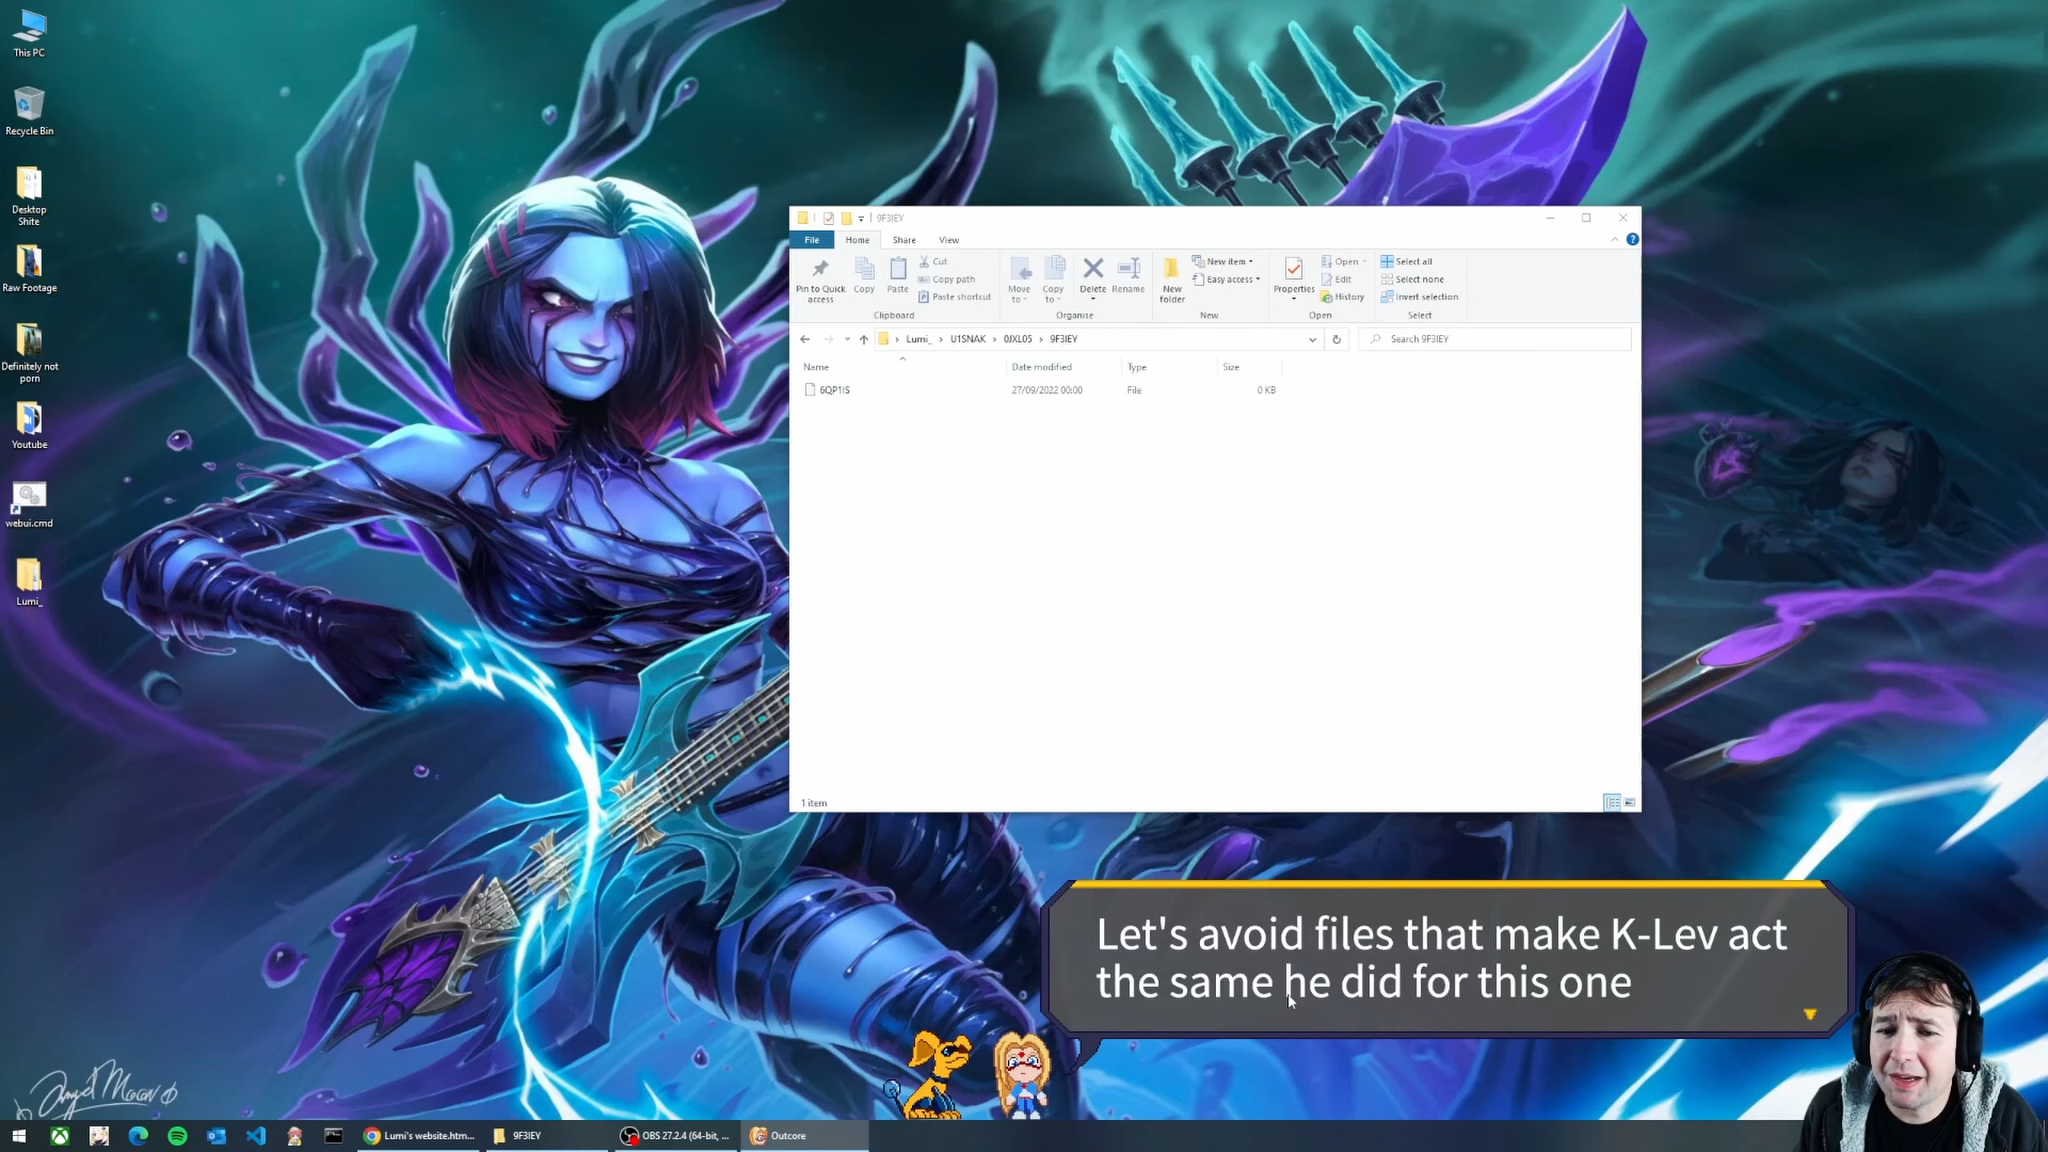 This PC
Recycle Bin
Desktop
Shite
Raw Footage
Definitely not
porn
Youtube
webui.cmd
Lumi_
9F3IEY
File
Home
Share
View
Pin to Quick
access
Copy
Paste
Cut
Copy path
Paste shortcut
Clipboard
Move
to
Copy
to
Delete
Rename
Organise
New
folder
New item
Easy access
New
Properties
Open
Edit
History
Open
Select all
Select none
Invert selection
Select
Lumi_ › U1SNAK › 0JXL05 › 9F3IEY
Search 9F3IEY
Name
Date modified
Type
Size
6QP1IS
27/09/2022 00:00
File
0 KB
1 item
Let's avoid files that make K-Lev act
the same he did for this one
Lumi's website.htm...
9F3IEY
OBS 27.2.4 (64-bit, ...
Outcore